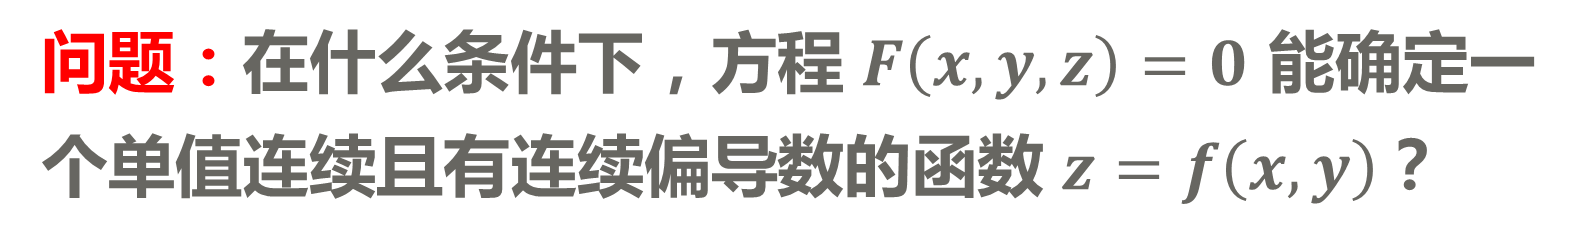 问题：在什么条件下，方程 F(x, y, z) = 0 能确定一
个单值连续且有连续偏导数的函数 z = f(x, y)？